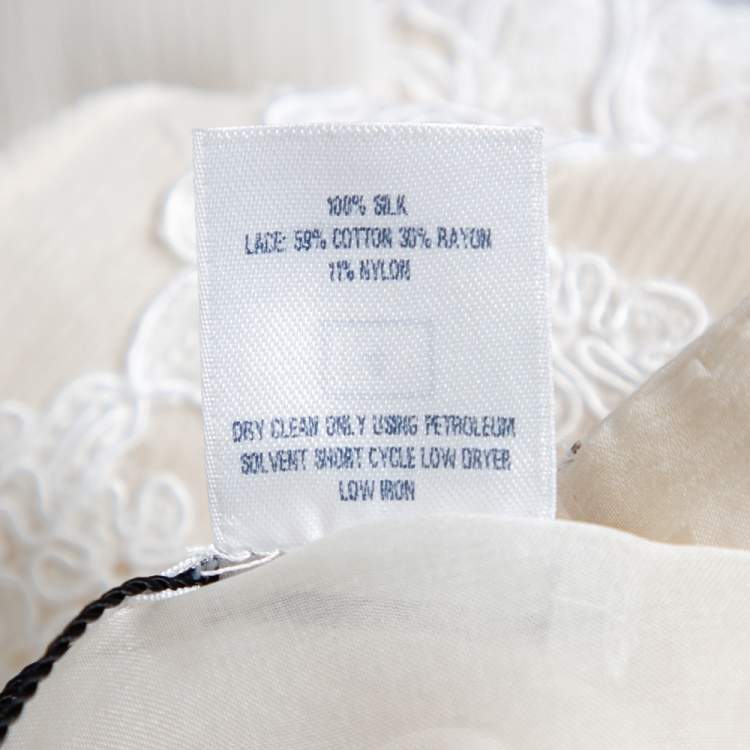 100% SILK
LACE: 59% COTTON 30% RAYON
11% NYLON
DRY CLEAN ONLY USING PETROLEUM
SOLVENT SHORT CYCLE LOW DRYER
LOW IRON